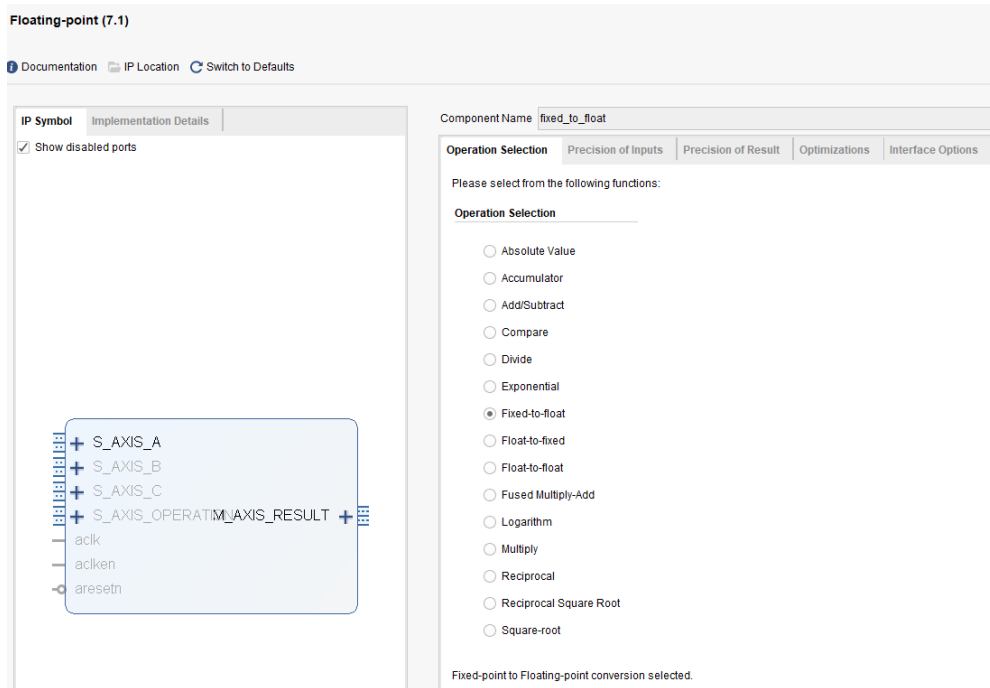 Floating-point (7.1)
Documentation IP Location Switch to Defaults
IP Symbol Implementation Details
Show disabled ports
S_AXIS_A
S_AXIS_B
S_AXIS_C
S_AXIS_OPERATION
M_AXIS_RESULT
aclk
aclken
aresetn
Component Name fixed_to_float
Operation Selection Precision of Inputs Precision of Result Optimizations Interface Options
Please select from the following functions:
Operation Selection
Absolute Value
Accumulator
Add/Subtract
Compare
Divide
Exponential
Fixed-to-float
Float-to-fixed
Float-to-float
Fused Multiply-Add
Logarithm
Multiply
Reciprocal
Reciprocal Square Root
Square-root
Fixed-point to Floating-point conversion selected.